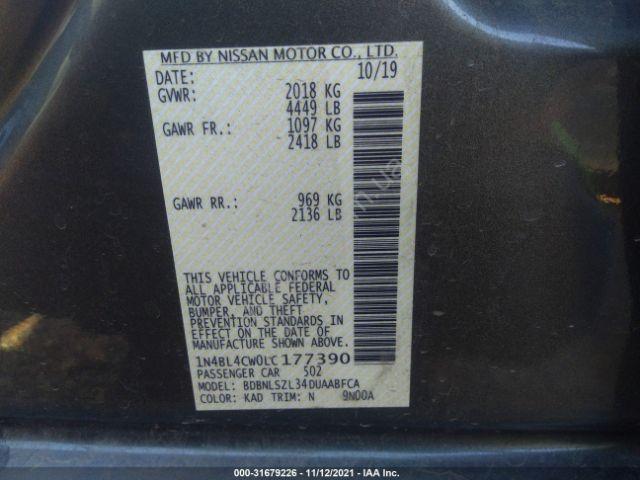 MFD BY NISSAN MOTOR CO., LTD.
DATE: 10/19
GVWR: 2018 KG
4449 LB
GAWR FR.: 1097 KG
2418 LB
GAWR RR.: 969 KG
2136 LB
THIS VEHICLE CONFORMS TO
ALL APPLICABLE FEDERAL
MOTOR VEHICLE SAFETY,
BUMPER, AND THEFT
PREVENTION STANDARDS IN
EFFECT ON THE DATE OF
MANUFACTURE SHOWN ABOVE.
1N4BL4CW0LC177390
PASSENGER CAR 502
MODEL: BDBNLSZL34DUAABFCA
COLOR: KAD TRIM: N 9N00A
000-31679226 - 11/12/2021 - IAA Inc.